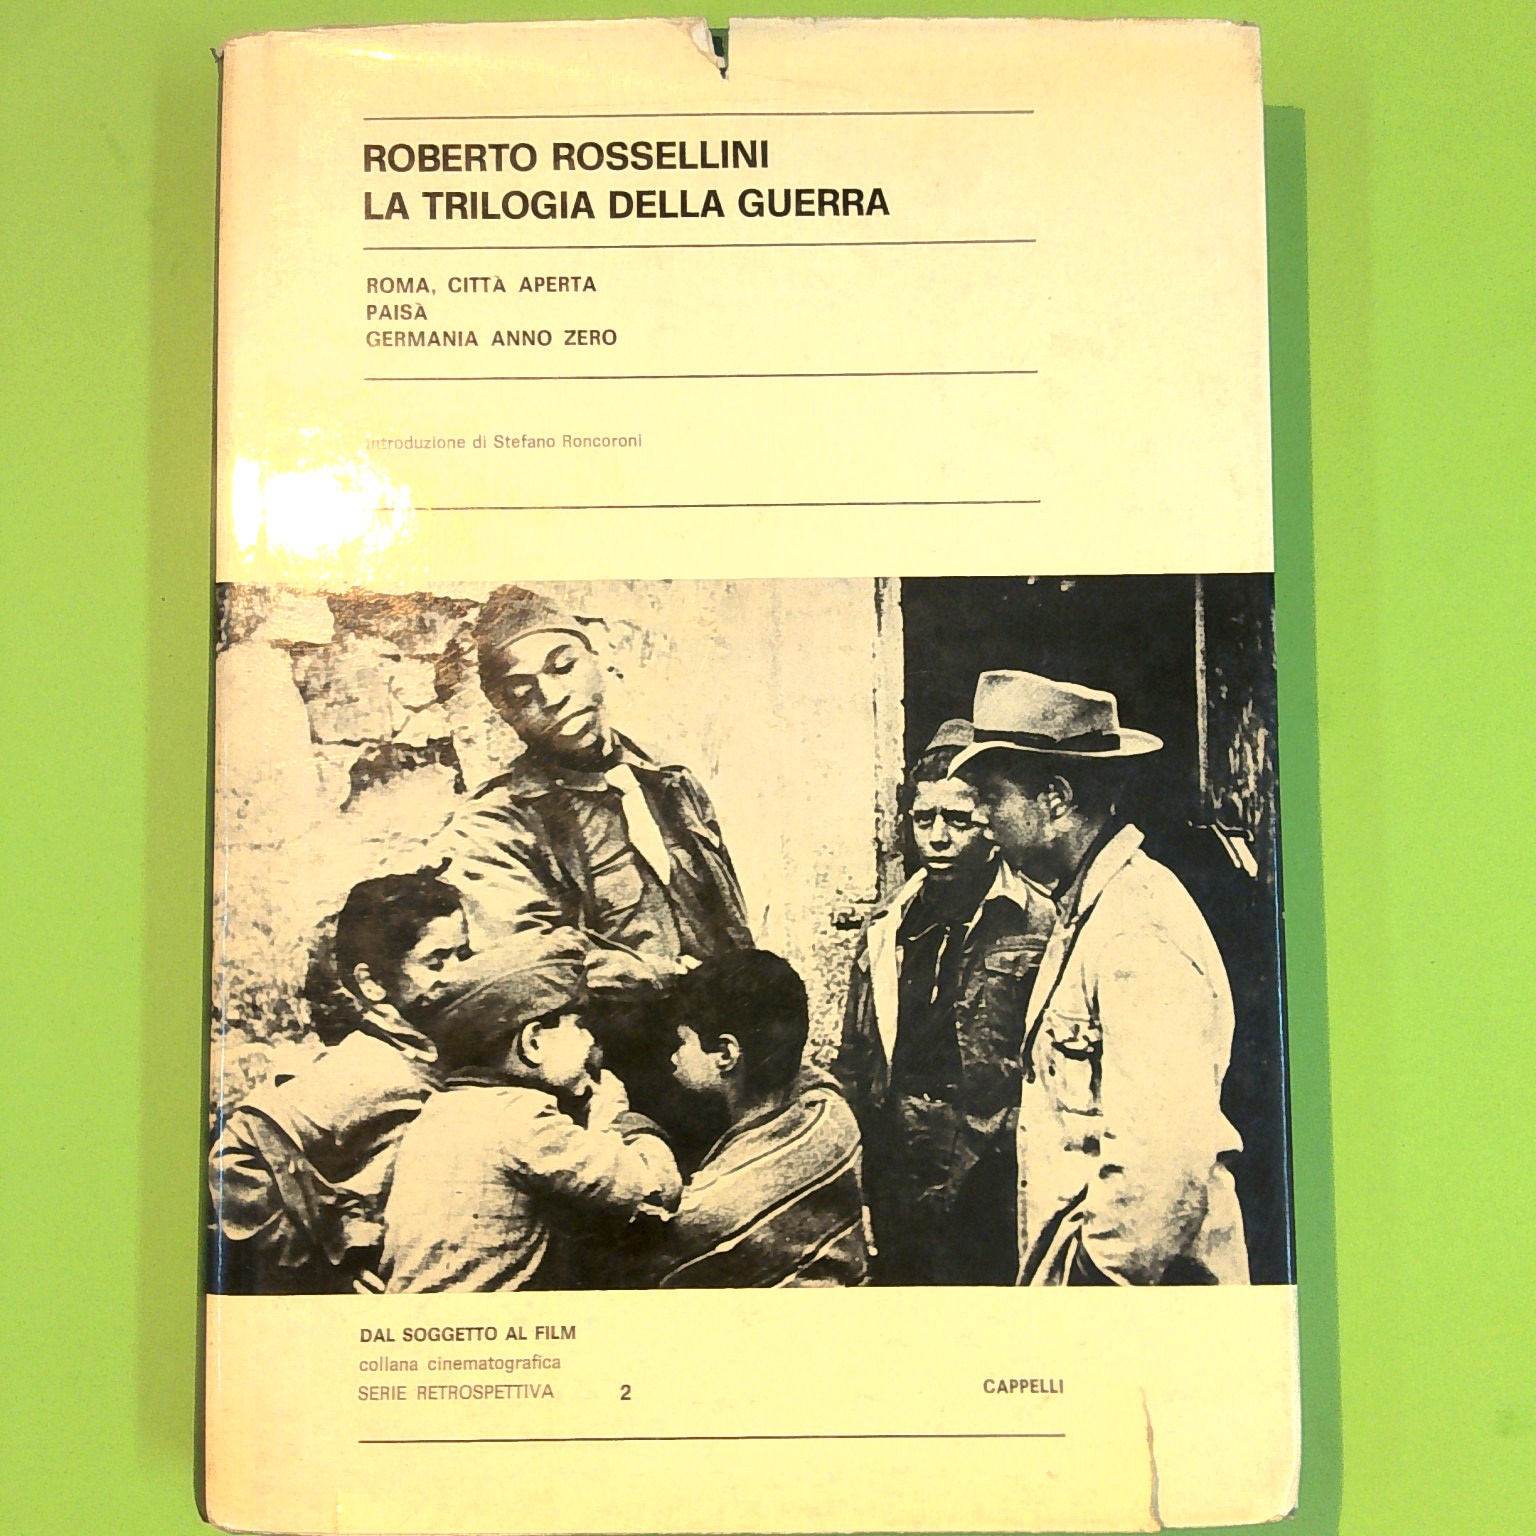 ROBERTO ROSSELLINI
LA TRILOGIA DELLA GUERRA
ROMA, CITTÀ APERTA
PAISÀ
GERMANIA ANNO ZERO
introduzione di Stefano Roncoroni
DAL SOGGETTO AL FILM
collana cinematografica
SERIE RETROSPETTIVA 2
CAPPELLI